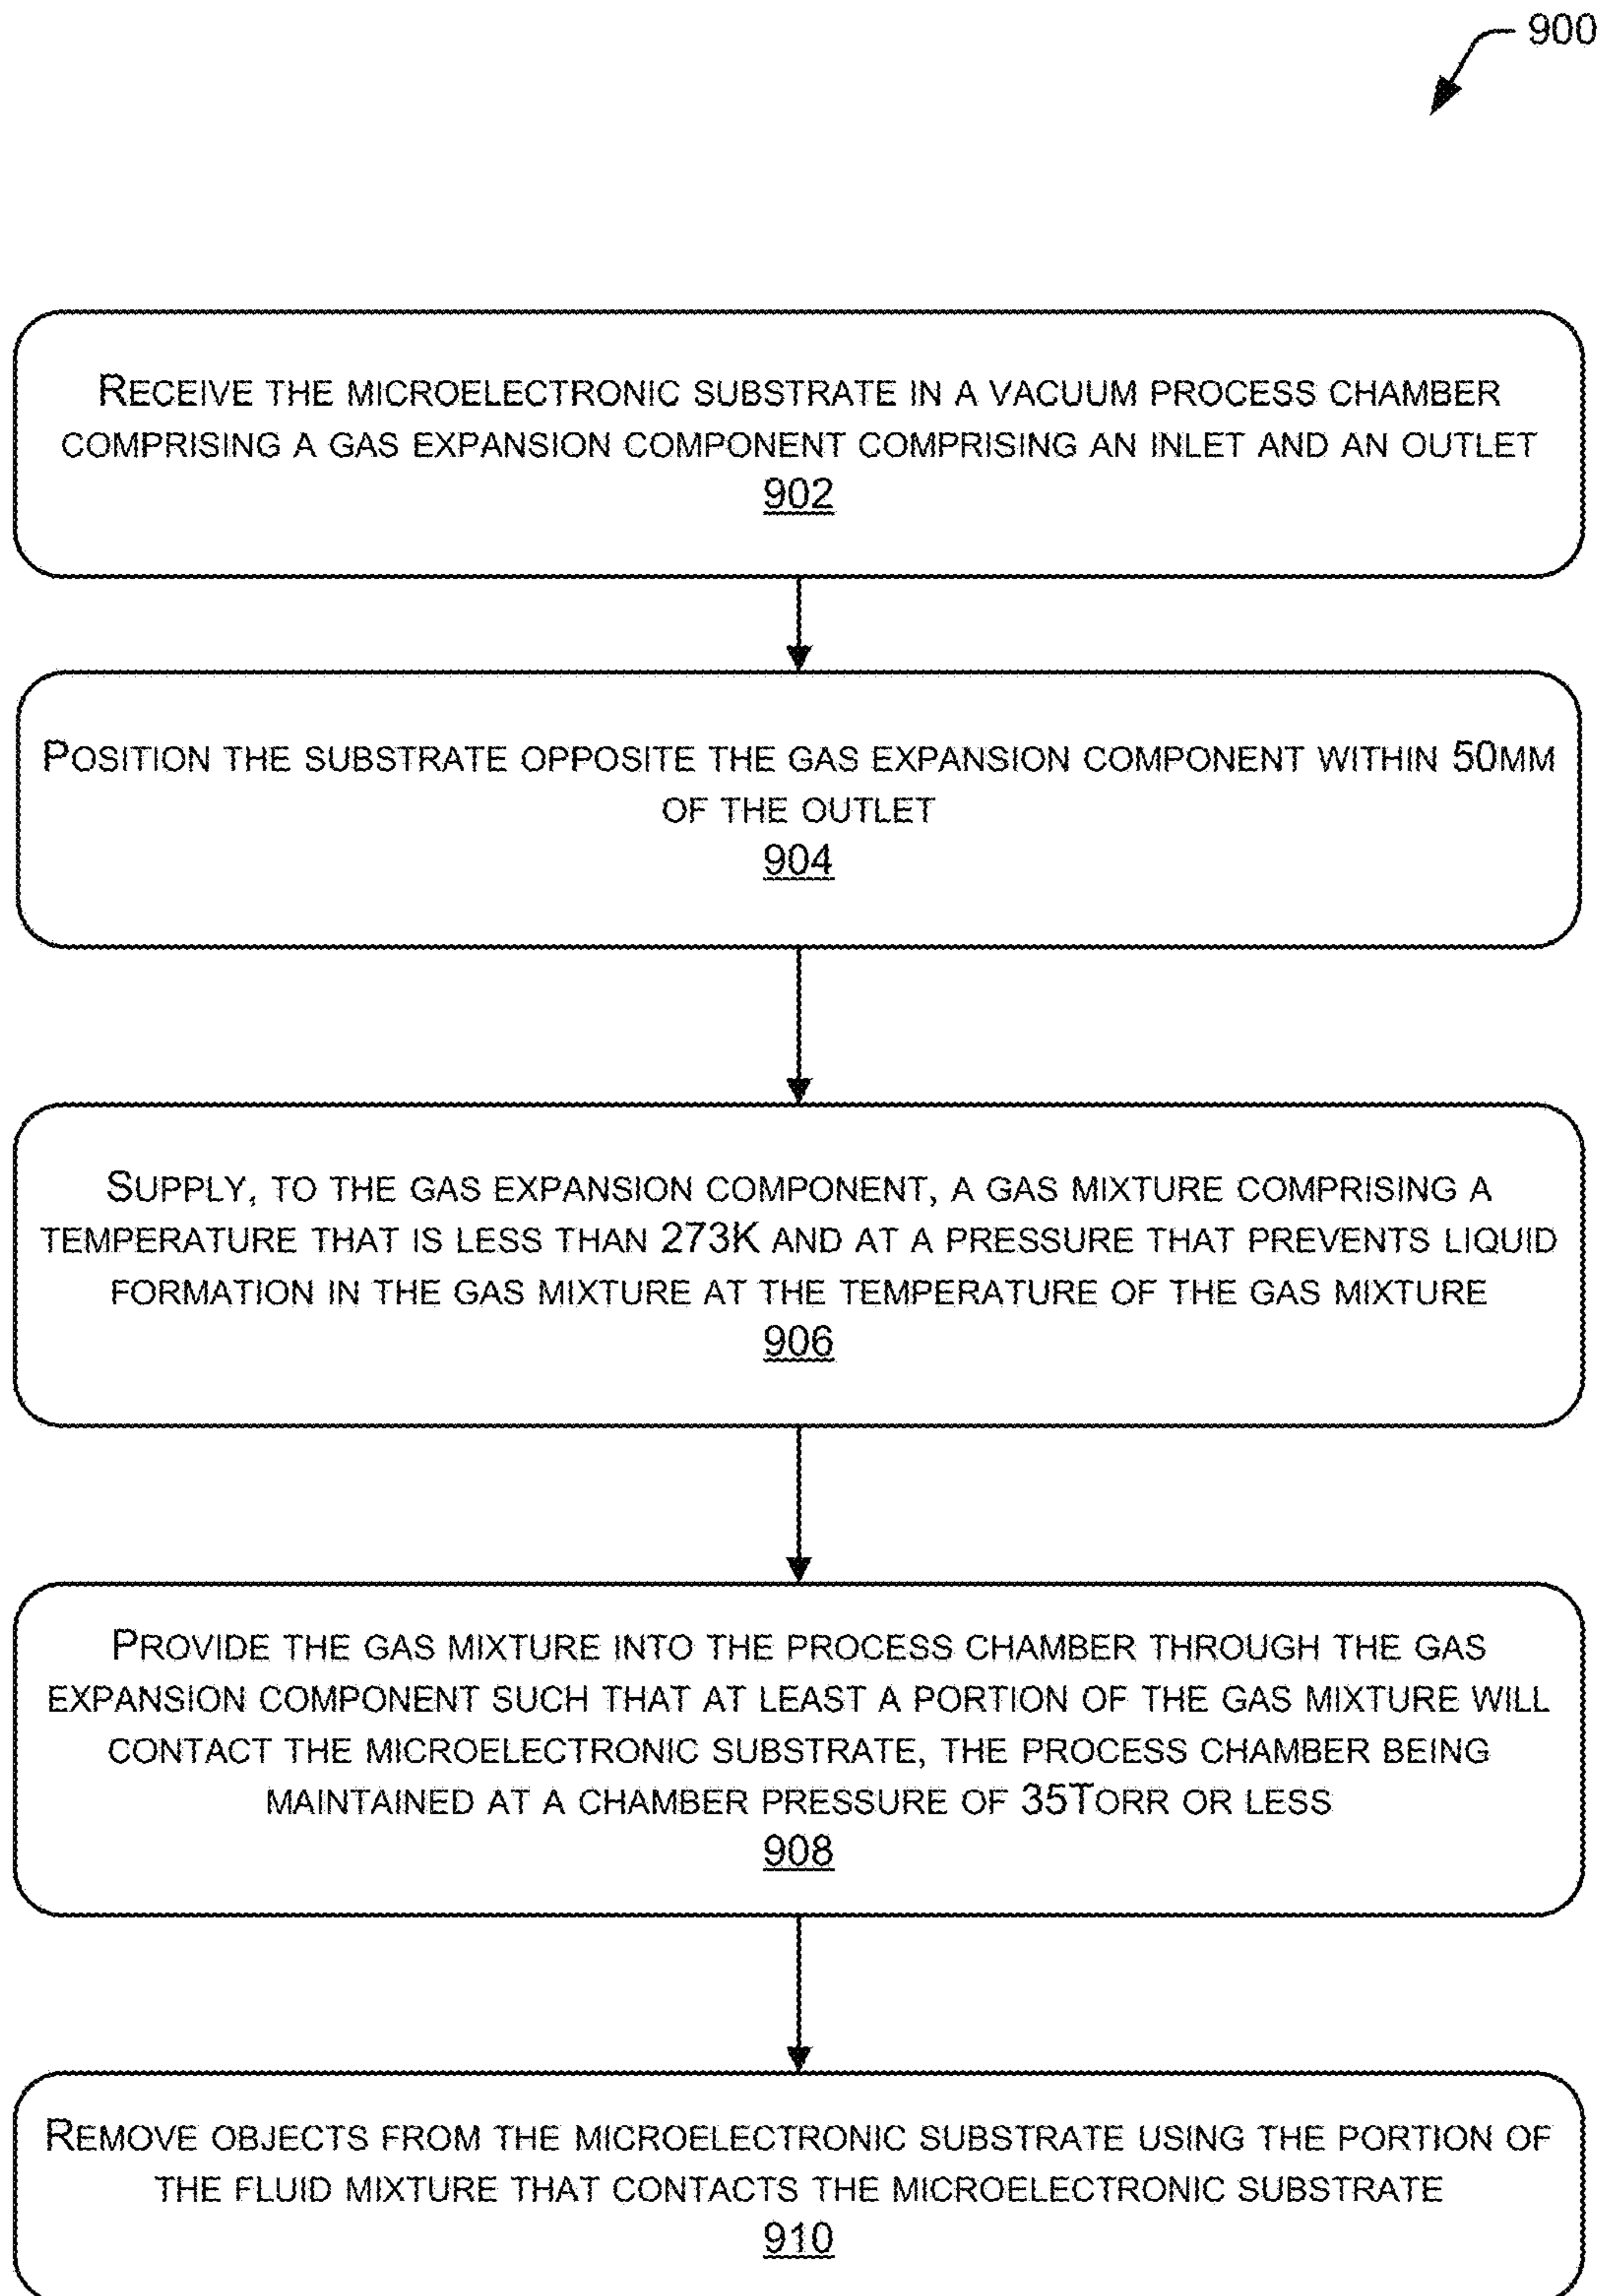 900
RECEIVE THE MICROELECTRONIC SUBSTRATE IN A VACUUM PROCESS CHAMBER
COMPRISING A GAS EXPANSION COMPONENT COMPRISING AN INLET AND AN OUTLET
902
POSITION THE SUBSTRATE OPPOSITE THE GAS EXPANSION COMPONENT WITHIN 50MM
OF THE OUTLET
904
SUPPLY, TO THE GAS EXPANSION COMPONENT, A GAS MIXTURE COMPRISING A
TEMPERATURE THAT IS LESS THAN 273K AND AT A PRESSURE THAT PREVENTS LIQUID
FORMATION IN THE GAS MIXTURE AT THE TEMPERATURE OF THE GAS MIXTURE
906
PROVIDE THE GAS MIXTURE INTO THE PROCESS CHAMBER THROUGH THE GAS
EXPANSION COMPONENT SUCH THAT AT LEAST A PORTION OF THE GAS MIXTURE WILL
CONTACT THE MICROELECTRONIC SUBSTRATE, THE PROCESS CHAMBER BEING
MAINTAINED AT A CHAMBER PRESSURE OF 35TORR OR LESS
908
REMOVE OBJECTS FROM THE MICROELECTRONIC SUBSTRATE USING THE PORTION OF
THE FLUID MIXTURE THAT CONTACTS THE MICROELECTRONIC SUBSTRATE
910